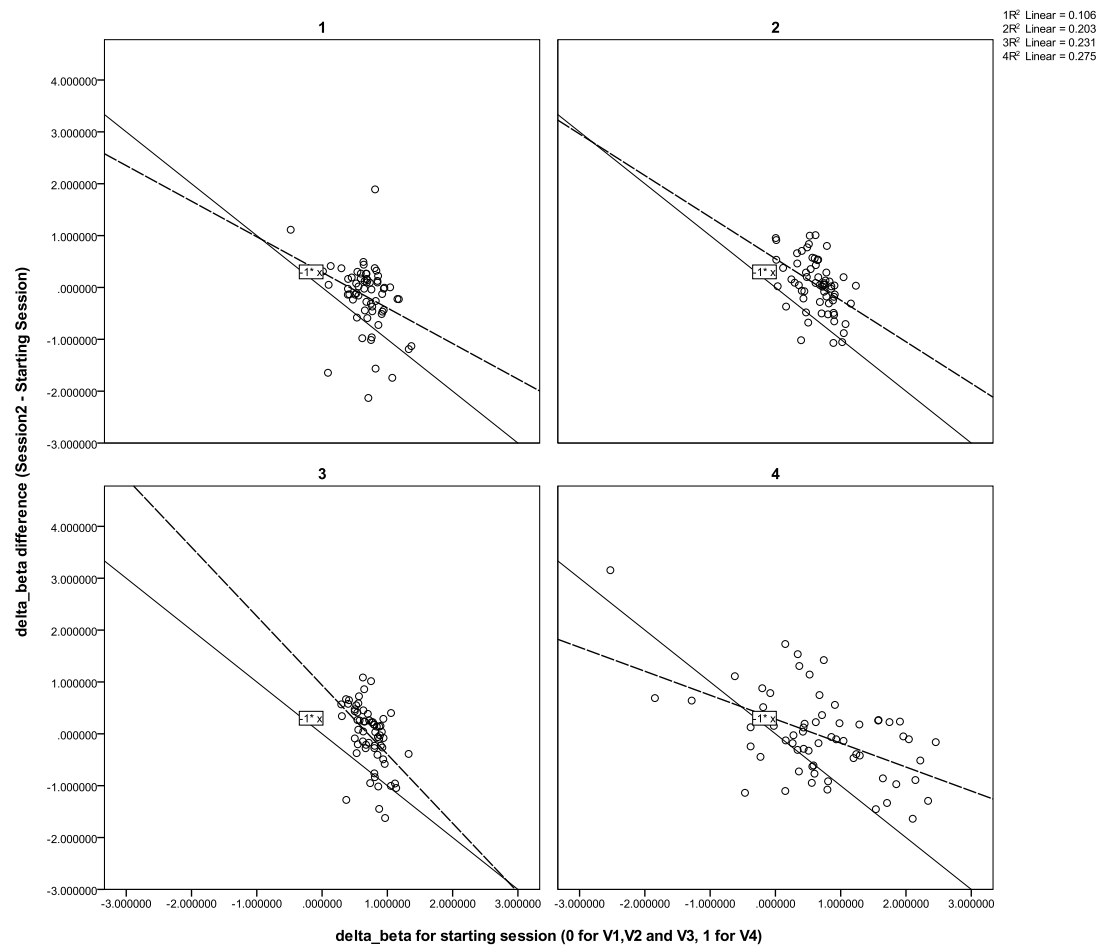 1R² Linear = 0.106
2R² Linear = 0.203
3R² Linear = 0.231
4R² Linear = 0.275
1
2
4.000000
3.000000
2.000000
1.000000
.000000
-1.000000
-2.000000
-3.000000
-1* x
-1* x
3
4
4.000000
3.000000
2.000000
1.000000
.000000
-1.000000
-2.000000
-3.000000
-1* x
-1* x
-3.000000 -2.000000 -1.000000 .000000 1.000000 2.000000 3.000000
-3.000000 -2.000000 -1.000000 .000000 1.000000 2.000000 3.000000
delta_beta difference (Session2 - Starting Session)
delta_beta for starting session (0 for V1,V2 and V3, 1 for V4)